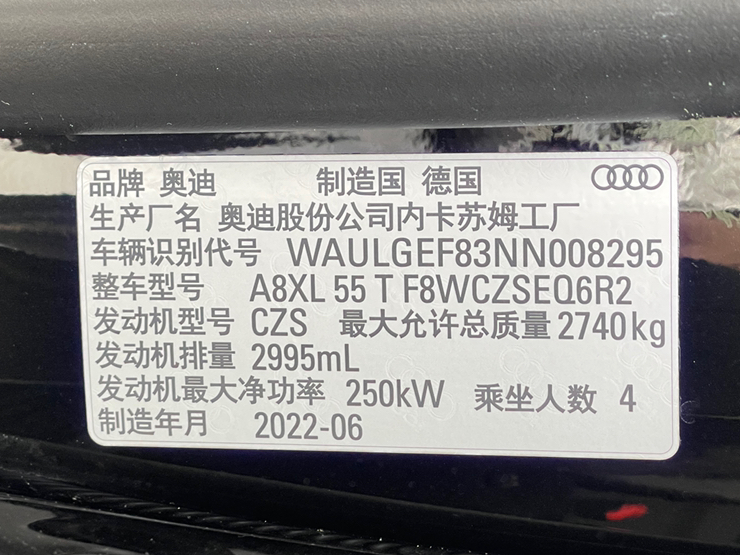 品牌 奥迪 制造国 德国
生产厂名 奥迪股份公司内卡苏姆工厂
车辆识别代号 WAULGEF83NN008295
整车型号 A8XL 55 T F8WCZSEQ6R2
发动机型号 CZS 最大允许总质量 2740kg
发动机排量 2995mL
发动机最大净功率 250kW 乘坐人数 4
制造年月 2022-06